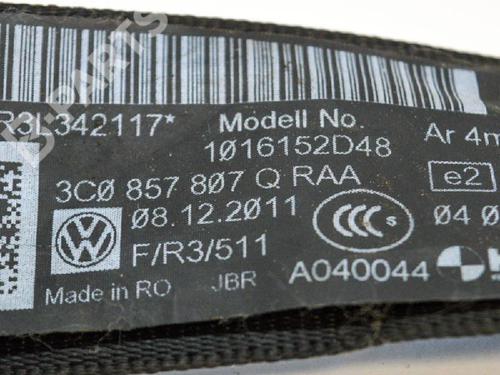 R3L342117*
Modell No.
1016152D48
Ar 4m
3C0 857 807 Q RAA
e2
08.12.2011
04 0
F/R3/511
A040044
Made in RO JBR
B-PARTS